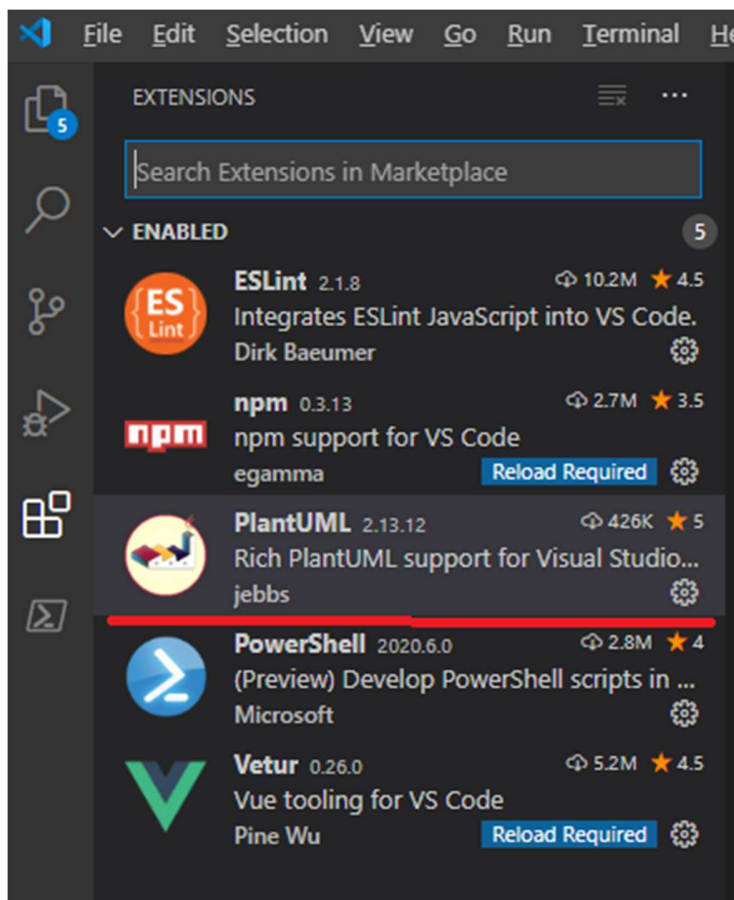 File Edit Selection View Go Run Terminal He
EXTENSIONS
5
Search Extensions in Marketplace
ENABLED 5
ESLint 2.1.8 10.2M 4.5
ES
Lint
Integrates ESLint JavaScript into VS Code.
Dirk Baeumer
npm 0.3.13 2.7M 3.5
npm npm support for VS Code
egamma Reload Required
PlantUML 2.13.12 426K 5
Rich PlantUML support for Visual Studio...
jebbs
PowerShell 2020.6.0 2.8M 4
(Preview) Develop PowerShell scripts in ...
Microsoft
Vetur 0.26.0 5.2M 4.5
Vue tooling for VS Code
Pine Wu Reload Required